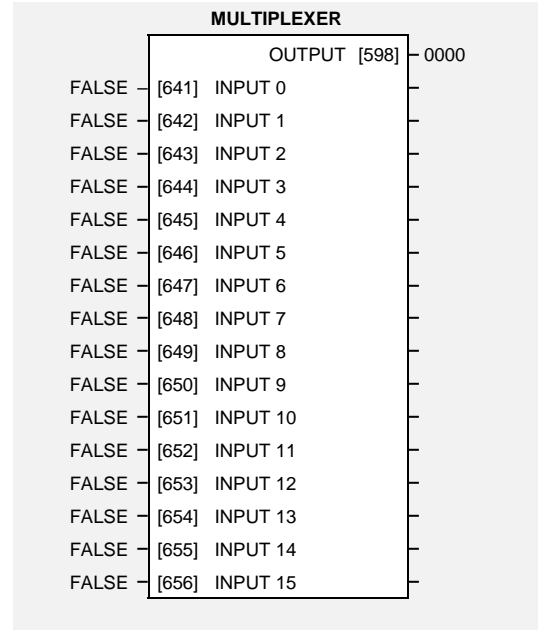 MULTIPLEXER
OUTPUT [598] 0000
FALSE [641] INPUT 0
FALSE [642] INPUT 1
FALSE [643] INPUT 2
FALSE [644] INPUT 3
FALSE [645] INPUT 4
FALSE [646] INPUT 5
FALSE [647] INPUT 6
FALSE [648] INPUT 7
FALSE [649] INPUT 8
FALSE [650] INPUT 9
FALSE [651] INPUT 10
FALSE [652] INPUT 11
FALSE [653] INPUT 12
FALSE [654] INPUT 13
FALSE [655] INPUT 14
FALSE [656] INPUT 15